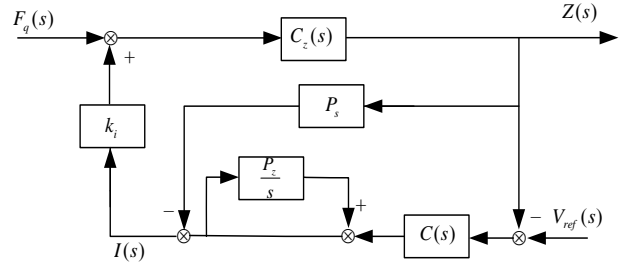 F_q(s)
Z(s)
C_z(s)
+
P_s
k_i
P_z
s
−
+
−
V_ref(s)
C(s)
I(s)